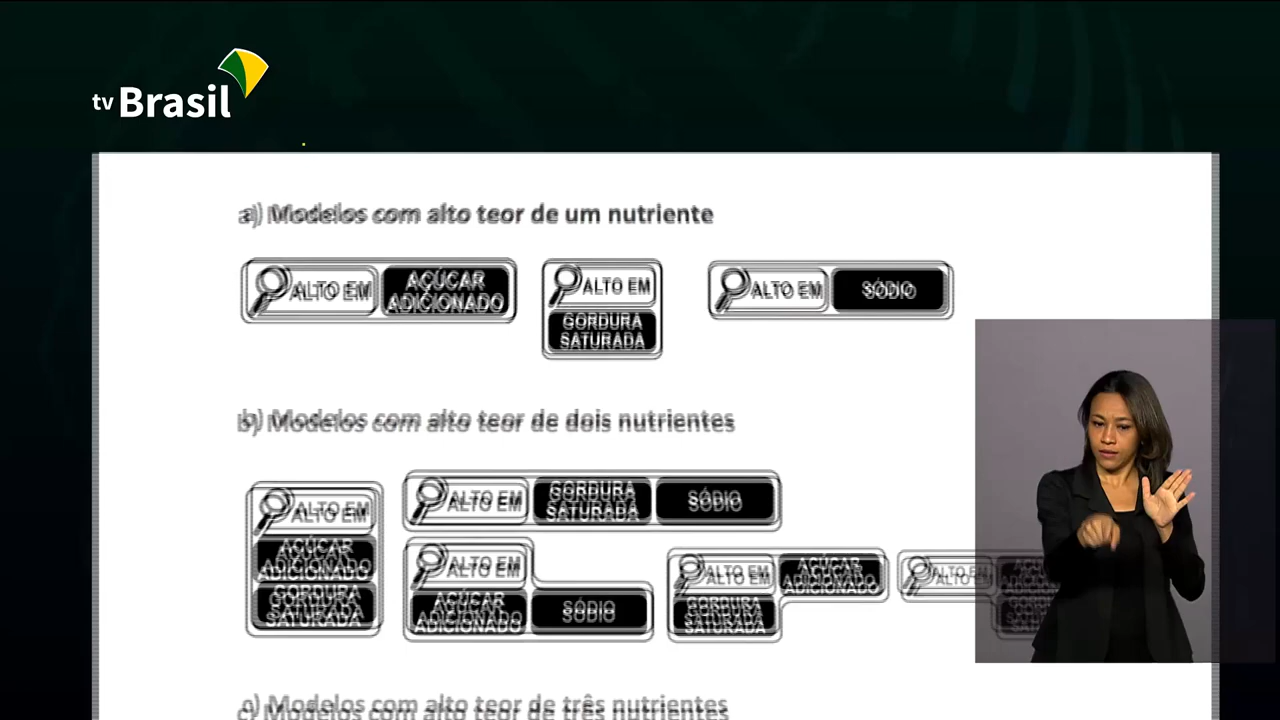 tv Brasil
a) Modelos com alto teor de um nutriente
ALTO EM
AÇÚCAR
ADICIONADO
ALTO EM
GORDURA
SATURADA
ALTO EM
SÓDIO
b) Modelos com alto teor de dois nutrientes
ALTO EM
AÇÚCAR
ADICIONADO
GORDURA
SATURADA
ALTO EM
GORDURA
SATURADA
SÓDIO
ALTO EM
AÇÚCAR
ADICIONADO
SÓDIO
ALTO EM
AÇÚCAR
ADICIONADO
GORDURA
SATURADA
ALTO EM
c) Modelos com alto teor de três nutrientes